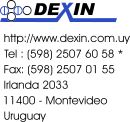 DEXIN
http://www.dexin.com.uy
Tel : (598) 2507 60 58 *
Fax: (598) 2507 01 55
Irlanda 2033
11400 - Montevideo
Uruguay